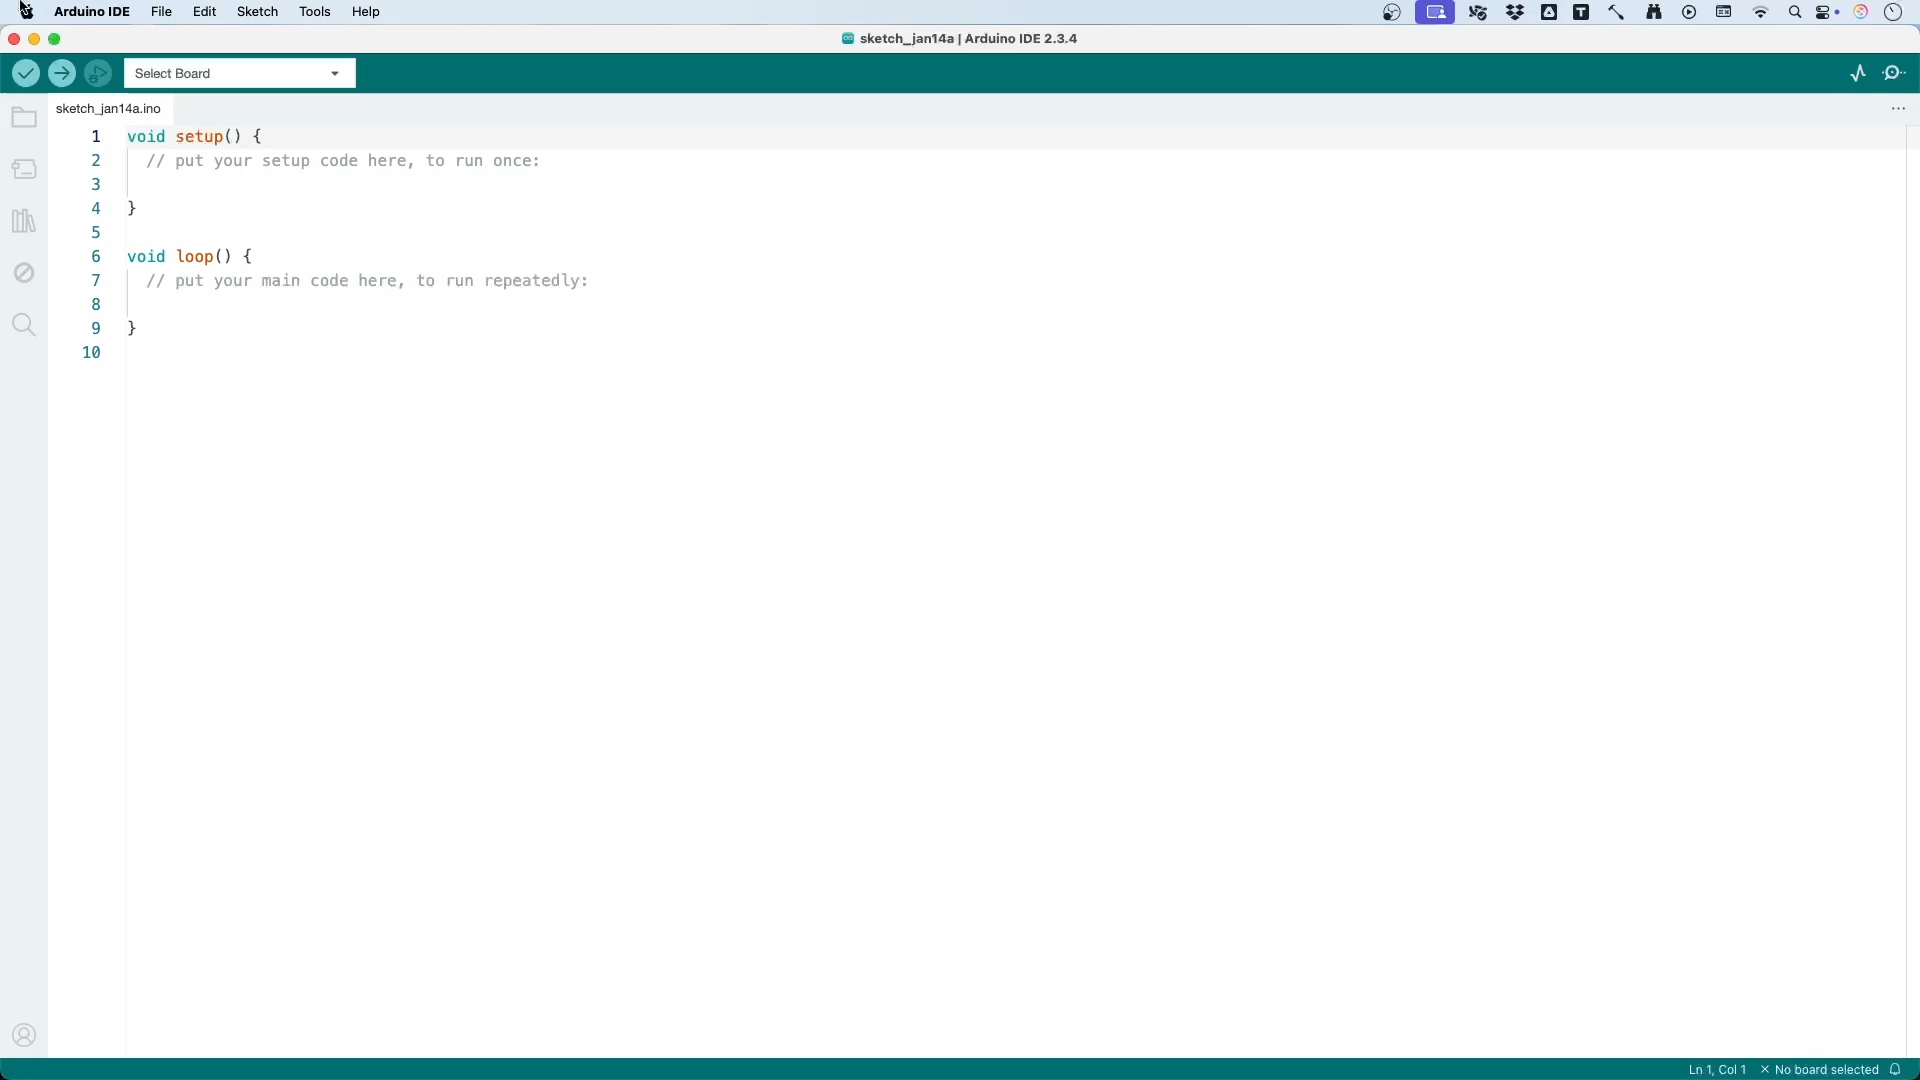 Arduino IDE File Edit Sketch Tools Help
sketch_jan14a | Arduino IDE 2.3.4
Select Board
sketch_jan14a.ino
1 void setup() {
2 // put your setup code here, to run once:
3
4 }
5
6 void loop() {
7 // put your main code here, to run repeatedly:
8
9 }
10
Ln 1, Col 1 × No board selected